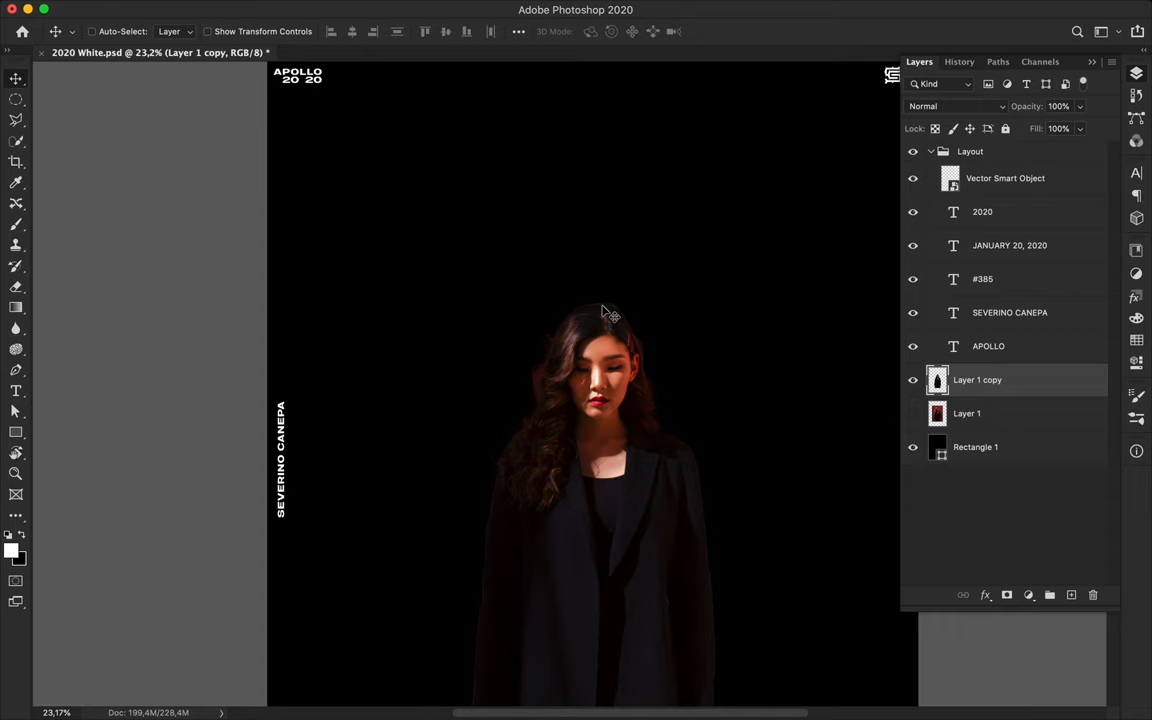 Adobe Photoshop 2020
Auto-Select:
Layer
Show Transform Controls
3D Mode:
2020 White.psd @ 23,2% (Layer 1 copy, RGB/8) *
Layers
History
Paths
Channels
Kind
Normal
Opacity:
100%
Lock:
Fill:
100%
Layout
Vector Smart Object
2020
JANUARY 20, 2020
#385
SEVERINO CANEPA
APOLLO
Layer 1 copy
Layer 1
Rectangle 1
APOLLO
20 20
SEVERINO CANEPA
23,17%
Doc: 199,4M/228,4M